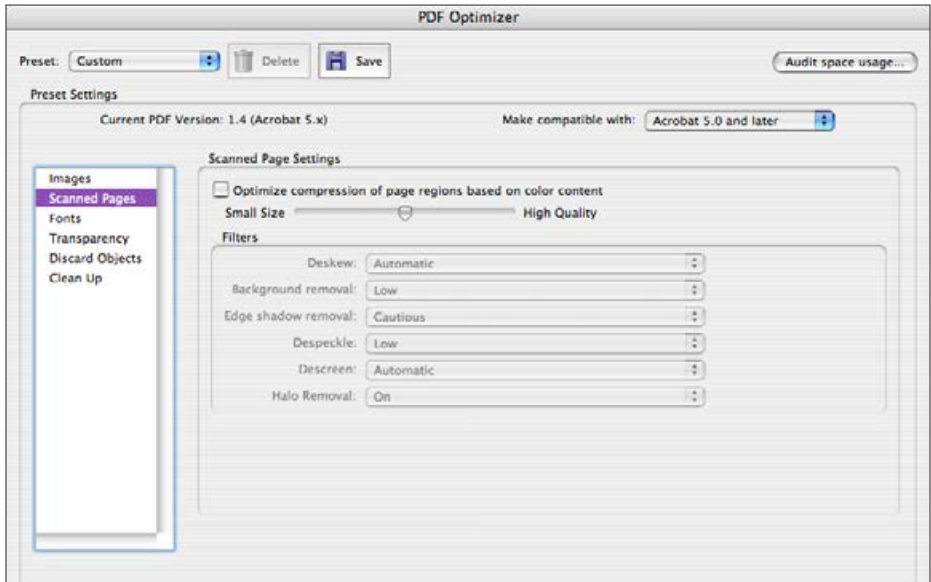 PDF Optimizer
Preset: Custom Delete Save Audit space usage...
Preset Settings
Current PDF Version: 1.4 (Acrobat 5.x) Make compatible with: Acrobat 5.0 and later
Scanned Page Settings
Images
Scanned Pages
Fonts
Transparency
Discard Objects
Clean Up
Optimize compression of page regions based on color content
Small Size High Quality
Filters
Deskew: Automatic
Background removal: Low
Edge shadow removal: Cautious
Despeckle: Low
Descreen: Automatic
Halo Removal: On